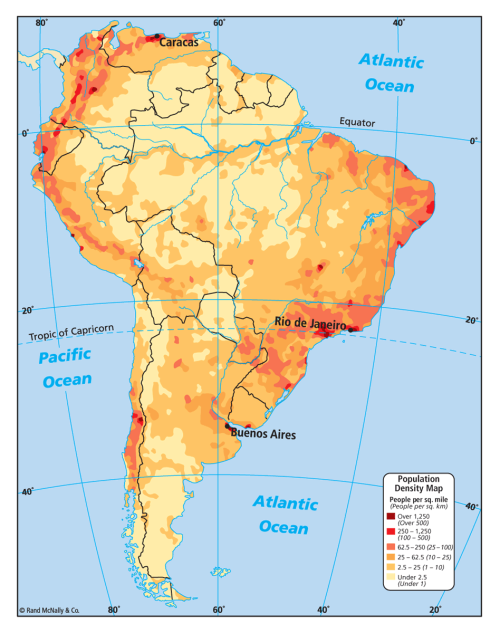 80°
60°
40°
Caracas
Atlantic
Ocean
Equator
0°
0°
20°
Rio de Janeiro
20°
Tropic of Capricorn
Pacific
Ocean
Buenos Aires
40°
Atlantic
Ocean
40°
Population
Density Map
People per sq. mile
(People per sq. km)
Over 1,250
(Over 500)
250 – 1,250
(100 – 500)
62.5 – 250 (25 – 100)
25 – 62.5 (10 – 25)
2.5 – 25 (1 – 10)
Under 2.5
(Under 1)
© Rand McNally & Co.
80°
60°
40°
20°